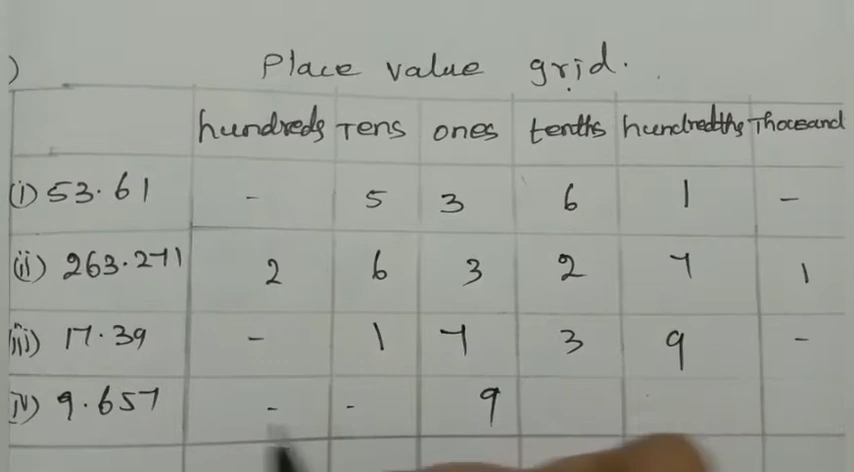 )
Place value grid.
hundreds Tens ones tenths hundredths Thousand
(i) 53.61 - 5 3 6 1 -
(ii) 263.271 2 6 3 2 7 1
(iii) 17.39 - 1 7 3 9 -
(iv) 9.657 - - 9